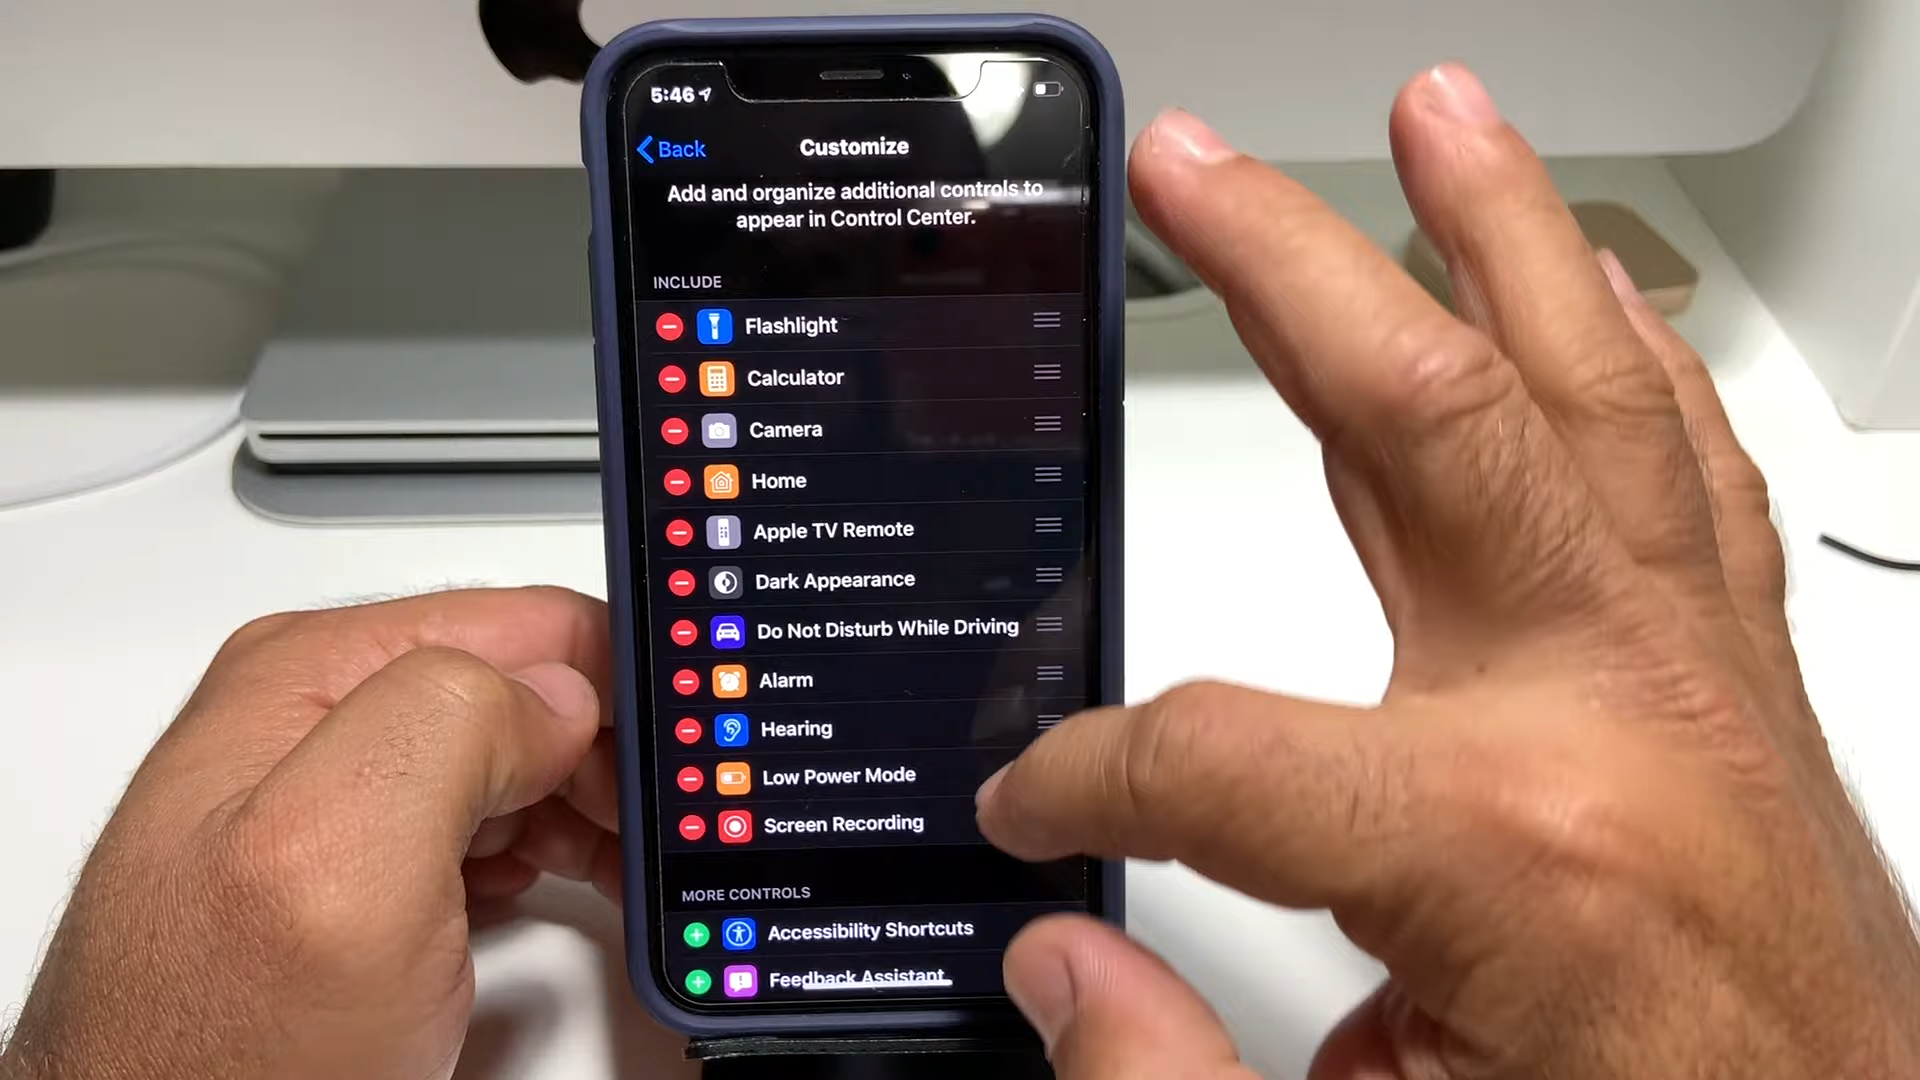 5:46
Back
Customize
Add and organize additional controls to
appear in Control Center.
INCLUDE
Flashlight
Calculator
Camera
Home
Apple TV Remote
Dark Appearance
Do Not Disturb While Driving
Alarm
Hearing
Low Power Mode
Screen Recording
MORE CONTROLS
Accessibility Shortcuts
Feedback Assistant